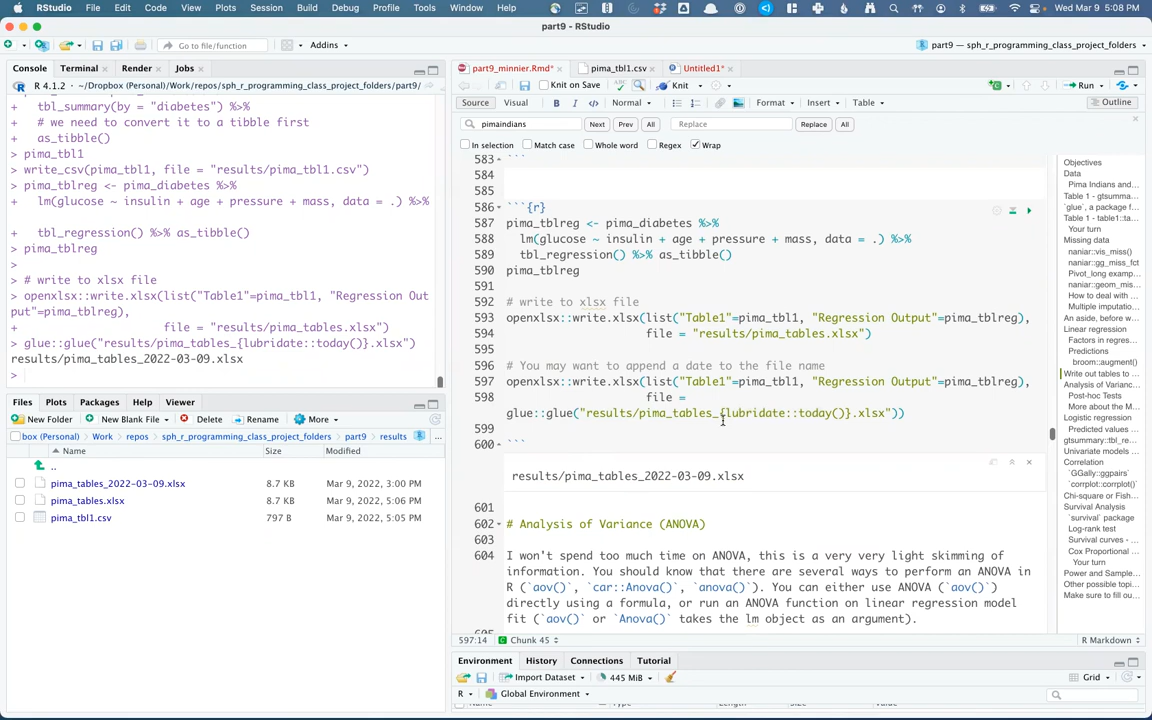 RStudio File Edit Code View Plots Session Build Debug Profile Tools Window Help Wed Mar 9 5:08 PM
part9 - RStudio
Go to file/function Addins part9 — sph_r_programming_class_project_folders
Console Terminal Render Jobs
R 4.1.2 · ~/Dropbox (Personal)/Work/repos/sph_r_programming_class_project_folders/part9/
+ tbl_summary(by = "diabetes") %>%
+ # we need to convert it to a tibble first
+ as_tibble()
> pima_tbl1
> write_csv(pima_tbl1, file = "results/pima_tbl1.csv")
> pima_tblreg <- pima_diabetes %>%
+ lm(glucose ~ insulin + age + pressure + mass, data = .) %>%
+ tbl_regression() %>% as_tibble()
> pima_tblreg
>
> # write to xlsx file
> openxlsx::write.xlsx(list("Table1"=pima_tbl1, "Regression Out
put"=pima_tblreg),
+ file = "results/pima_tables.xlsx")
> glue::glue("results/pima_tables_{lubridate::today()}.xlsx")
results/pima_tables_2022-03-09.xlsx
>
Files Plots Packages Help Viewer
New Folder New Blank File Delete Rename More
box (Personal) Work repos sph_r_programming_class_project_folders part9 results ...
Name Size Modified
..
pima_tables_2022-03-09.xlsx 8.7 KB Mar 9, 2022, 3:00 PM
pima_tables.xlsx 8.7 KB Mar 9, 2022, 5:06 PM
pima_tbl1.csv 797 B Mar 9, 2022, 5:05 PM
part9_minnier.Rmd* pima_tbl1.csv Untitled1*
Knit on Save Knit Run
Source Visual B I </> Normal Format Insert Table Outline
pimaindians Next Prev All Replace Replace All
In selection Match case Whole word Regex Wrap
583 ```
584
585
586 ```{r}
587 pima_tblreg <- pima_diabetes %>%
588 lm(glucose ~ insulin + age + pressure + mass, data = .) %>%
589 tbl_regression() %>% as_tibble()
590 pima_tblreg
591
592 # write to xlsx file
593 openxlsx::write.xlsx(list("Table1"=pima_tbl1, "Regression Output"=pima_tblreg),
594 file = "results/pima_tables.xlsx")
595
596 # You may want to append a date to the file name
597 openxlsx::write.xlsx(list("Table1"=pima_tbl1, "Regression Output"=pima_tblreg),
598 file =
glue::glue("results/pima_tables_{lubridate::today()}.xlsx"))
599
600 ```
results/pima_tables_2022-03-09.xlsx
601
602 # Analysis of Variance (ANOVA)
603
604 I won't spend too much time on ANOVA, this is a very very light skimming of
information. You should know that there are several ways to perform an ANOVA in
R (`aov()`, `car::Anova()`, `anova()`). You can either use ANOVA (`aov()`)
directly using a formula, or run an ANOVA function on linear regression model
fit (`aov()` or `Anova()` takes the lm object as an argument).
597:14 Chunk 45 R Markdown
Objectives
Data
Pima Indians and...
Table 1 - gtsumma...
`glue`, a package f...
Table 1 - table1::ta...
Your turn
Missing data
naniar::vis_miss()
naniar::gg_miss_fct
Pivot_long examp...
naniar::geom_mis...
How to deal with ...
Multiple imputatio...
An aside, before w...
Linear regression
Factors in regres...
Predictions
broom::augment()
Write out tables to ...
Analysis of Varianc...
Post-hoc Tests
More about the M...
Logistic regression
Predicted values ...
gtsummary::tbl_re...
Univariate models ...
Correlation
`GGally::ggpairs`
`corrplot::corrplot()`
Chi-square or Fish...
Survival Analysis
`survival` package
Log-rank test
Survival curves - ...
Cox Proportional ...
Your turn
Power and Sample...
Other possible topi...
Make sure to fill ou...
Environment History Connections Tutorial
Import Dataset 445 MiB Grid
R Global Environment